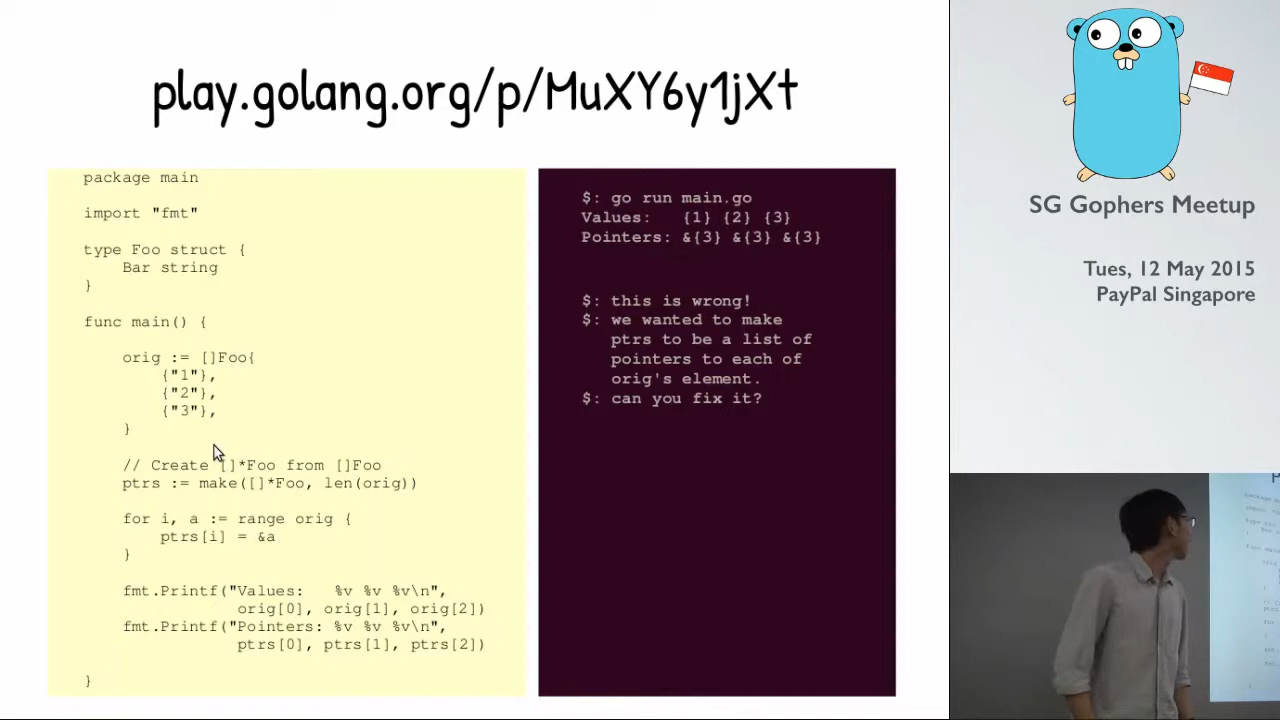 play.golang.org/p/MuXY6y1jXt
package main
import "fmt"
type Foo struct {
Bar string
}
func main() {
orig := []Foo{
{"1"},
{"2"},
{"3"},
}
// Create []*Foo from []Foo
ptrs := make([]*Foo, len(orig))
for i, a := range orig {
ptrs[i] = &a
}
fmt.Printf("Values:   %v %v %v\n",
orig[0], orig[1], orig[2])
fmt.Printf("Pointers: %v %v %v\n",
ptrs[0], ptrs[1], ptrs[2])
}
$: go run main.go
Values:   {1} {2} {3}
Pointers: &{3} &{3} &{3}
$: this is wrong!
$: we wanted to make
ptrs to be a list of
pointers to each of
orig's element.
$: can you fix it?
SG Gophers Meetup
Tues, 12 May 2015
PayPal Singapore